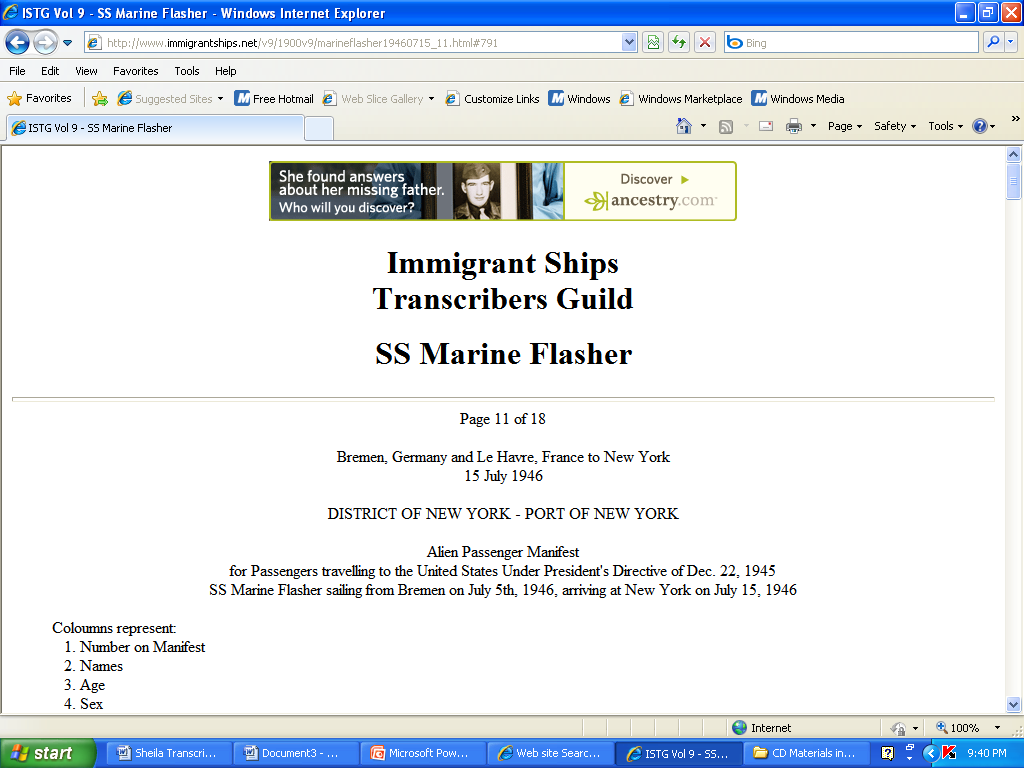 ISTG Vol 9 - SS Marine Flasher - Windows Internet Explorer
http://www.immigrantships.net/v9/1900v9/marineflasher19460715_11.html#791
Bing
File Edit View Favorites Tools Help
Favorites Suggested Sites Free Hotmail Web Slice Gallery Customize Links Windows Windows Marketplace Windows Media
ISTG Vol 9 - SS Marine Flasher
Page Safety Tools
She found answers
about her missing father.
Who will you discover?
Discover
ancestry.com
Immigrant Ships
Transcribers Guild
SS Marine Flasher
Page 11 of 18
Bremen, Germany and Le Havre, France to New York
15 July 1946
DISTRICT OF NEW YORK - PORT OF NEW YORK
Alien Passenger Manifest
for Passengers travelling to the United States Under President's Directive of Dec. 22, 1945
SS Marine Flasher sailing from Bremen on July 5th, 1946, arriving at New York on July 15, 1946
Coloumns represent:
1. Number on Manifest
2. Names
3. Age
4. Sex
Internet 100%
start Sheila Transcri... Document3 - ... Microsoft Pow... Web site Searc... ISTG Vol 9 - SS... CD Materials in... 9:40 PM